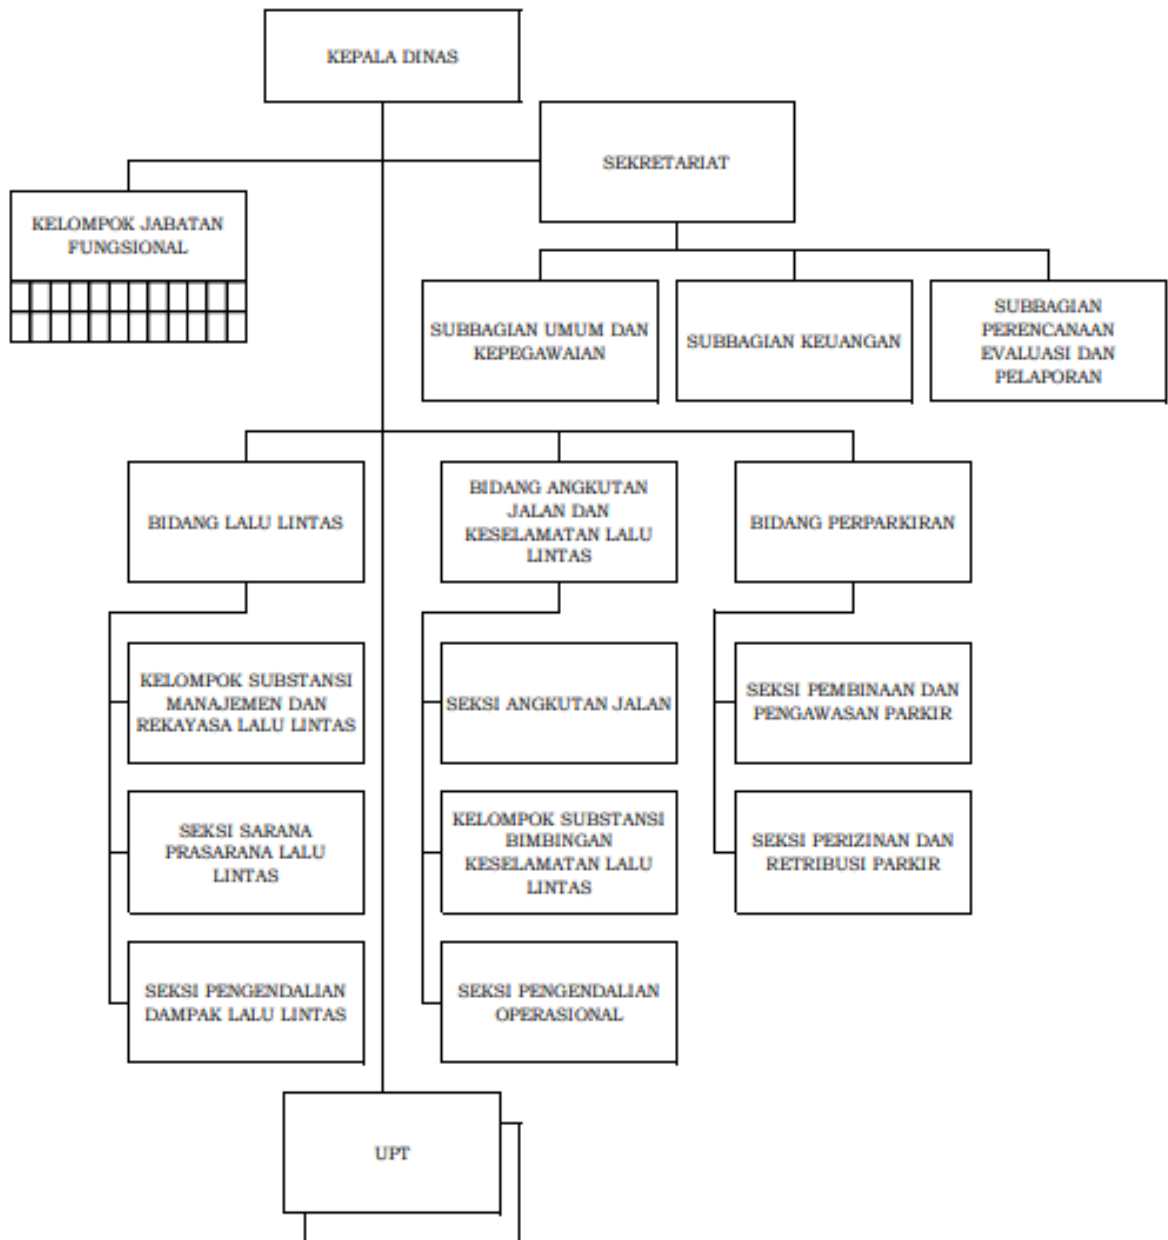 KEPALA DINAS
SEKRETARIAT
KELOMPOK JABATAN
FUNGSIONAL
SUBBAGIAN UMUM DAN
KEPEGAWAIAN
SUBBAGIAN KEUANGAN
SUBBAGIAN
PERENCANAAN
EVALUASI DAN
PELAPORAN
BIDANG LALU LINTAS
BIDANG ANGKUTAN
JALAN DAN
KESELAMATAN LALU
LINTAS
BIDANG PERPARKIRAN
KELOMPOK SUBSTANSI
MANAJEMEN DAN
REKAYASA LALU LINTAS
SEKSI ANGKUTAN JALAN
SEKSI PEMBINAAN DAN
PENGAWASAN PARKIR
SEKSI SARANA
PRASARANA LALU
LINTAS
KELOMPOK SUBSTANSI
BIMBINGAN
KESELAMATAN LALU
LINTAS
SEKSI PERIZINAN DAN
RETRIBUSI PARKIR
SEKSI PENGENDALIAN
DAMPAK LALU LINTAS
SEKSI PENGENDALIAN
OPERASIONAL
UPT